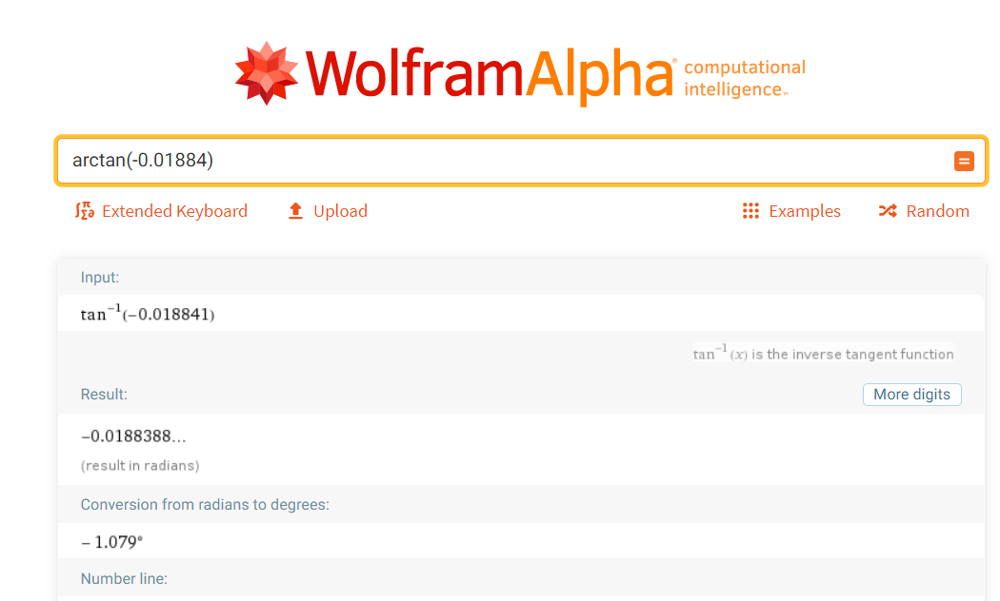 WolframAlpha® computational
intelligence™
arctan(-0.01884)
=
∫π Σ∂ Extended Keyboard Upload Examples Random
Input:
tan⁻¹(−0.018841)
tan⁻¹(x) is the inverse tangent function
Result: More digits
−0.0188388...
(result in radians)
Conversion from radians to degrees:
− 1.079°
Number line: